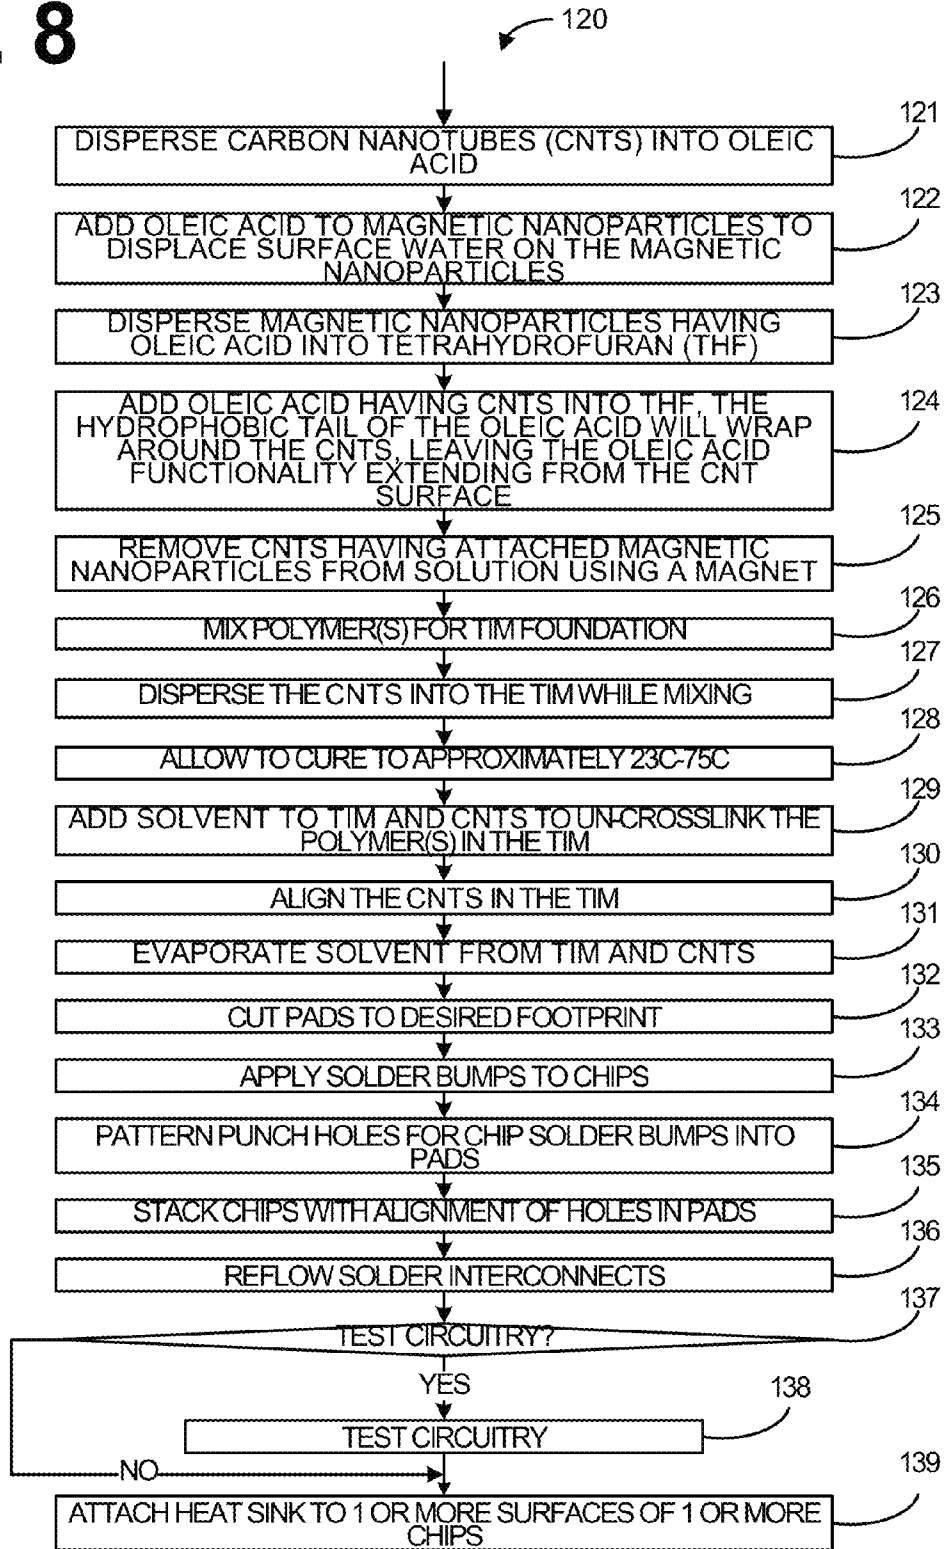 . 8
120
121
DISPERSE CARBON NANOTUBES (CNTS) INTO OLEIC
ACID
122
ADD OLEIC ACID TO MAGNETIC NANOPARTICLES TO
DISPLACE SURFACE WATER ON THE MAGNETIC
NANOPARTICLES
123
DISPERSE MAGNETIC NANOPARTICLES HAVING
OLEIC ACID INTO TETRAHYDROFURAN (THF)
124
ADD OLEIC ACID HAVING CNTS INTO THF, THE
HYDROPHOBIC TAIL OF THE OLEIC ACID WILL WRAP
AROUND THE CNTS, LEAVING THE OLEIC ACID
FUNCTIONALITY EXTENDING FROM THE CNT
SURFACE
125
REMOVE CNTS HAVING ATTACHED MAGNETIC
NANOPARTICLES FROM SOLUTION USING A MAGNET
126
MIX POLYMER(S) FOR TIM FOUNDATION
127
DISPERSE THE CNTS INTO THE TIM WHILE MIXING
128
ALLOW TO CURE TO APPROXIMATELY 23C-75C
129
ADD SOLVENT TO TIM AND CNTS TO UN-CROSSLINK THE
POLYMER(S) IN THE TIM
130
ALIGN THE CNTS IN THE TIM
131
EVAPORATE SOLVENT FROM TIM AND CNTS
132
CUT PADS TO DESIRED FOOTPRINT
133
APPLY SOLDER BUMPS TO CHIPS
134
PATTERN PUNCH HOLES FOR CHIP SOLDER BUMPS INTO
PADS
135
STACK CHIPS WITH ALIGNMENT OF HOLES IN PADS
136
REFLOW SOLDER INTERCONNECTS
137
TEST CIRCUITRY?
YES
138
TEST CIRCUITRY
NO
139
ATTACH HEAT SINK TO 1 OR MORE SURFACES OF 1 OR MORE
CHIPS